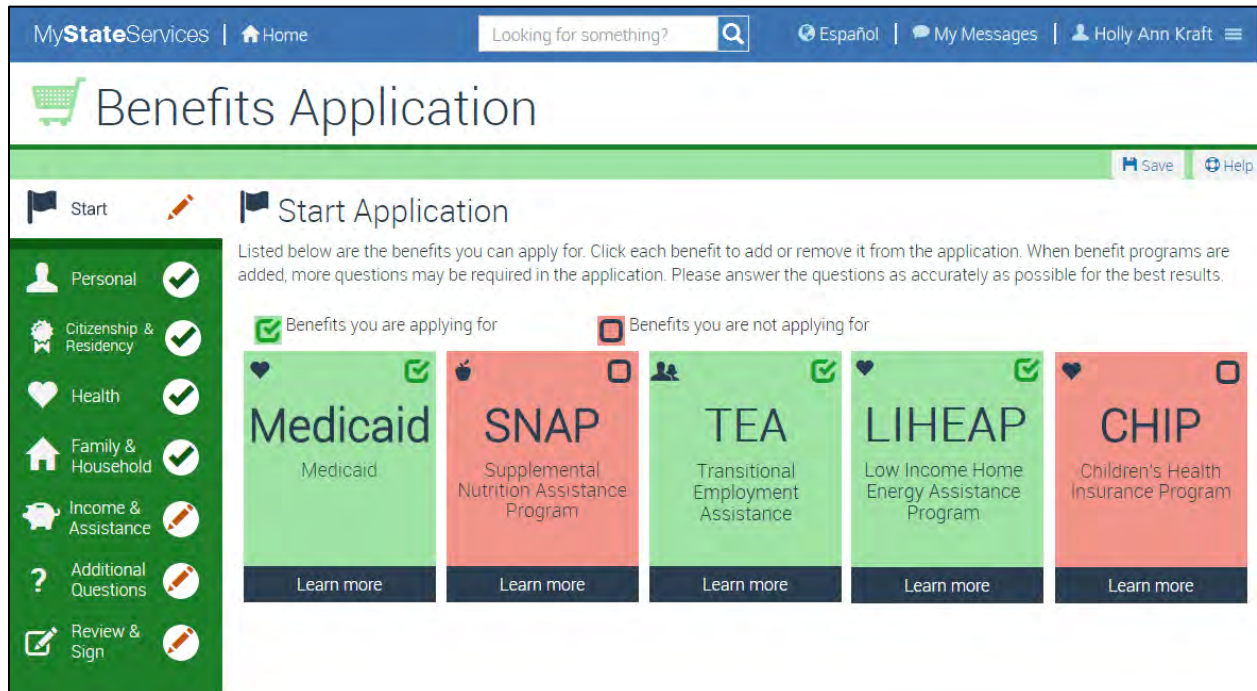 MyStateServices | Home
Looking for something?
Español | My Messages | Holly Ann Kraft
Benefits Application
Save
Help
Start
Personal
Citizenship &
Residency
Health
Family &
Household
Income &
Assistance
? Additional
Questions
Review &
Sign
Start Application
Listed below are the benefits you can apply for. Click each benefit to add or remove it from the application. When benefit programs are
added, more questions may be required in the application. Please answer the questions as accurately as possible for the best results.
Benefits you are applying for
Benefits you are not applying for
Medicaid
Medicaid
Learn more
SNAP
Supplemental
Nutrition Assistance
Program
Learn more
TEA
Transitional
Employment
Assistance
Learn more
LIHEAP
Low Income Home
Energy Assistance
Program
Learn more
CHIP
Children's Health
Insurance Program
Learn more